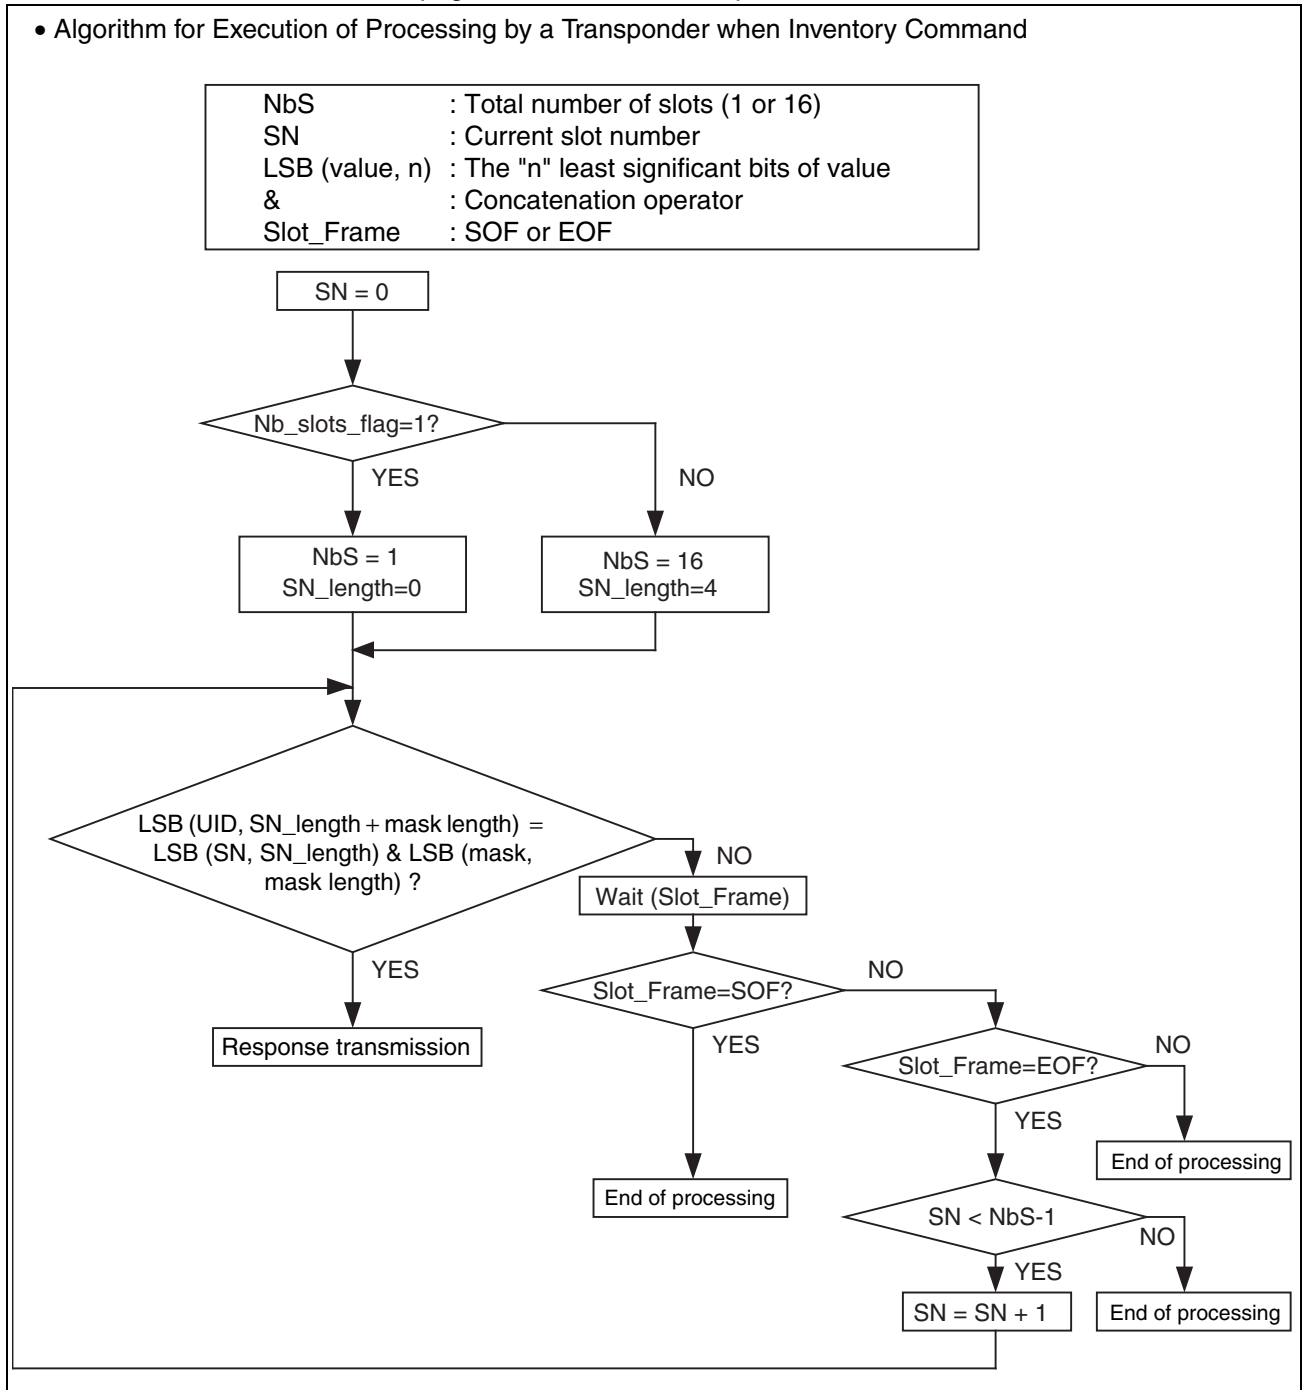 • Algorithm for Execution of Processing by a Transponder when Inventory Command
NbS : Total number of slots (1 or 16)
SN : Current slot number
LSB (value, n) : The "n" least significant bits of value
& : Concatenation operator
Slot_Frame : SOF or EOF
SN = 0
Nb_slots_flag=1?
YES
NO
NbS = 1
SN_length=0
NbS = 16
SN_length=4
LSB (UID, SN_length + mask length) =
LSB (SN, SN_length) & LSB (mask,
mask length) ?
NO
Wait (Slot_Frame)
YES
Response transmission
Slot_Frame=SOF?
NO
YES
End of processing
Slot_Frame=EOF?
NO
YES
End of processing
SN < NbS-1
NO
YES
SN = SN + 1
End of processing